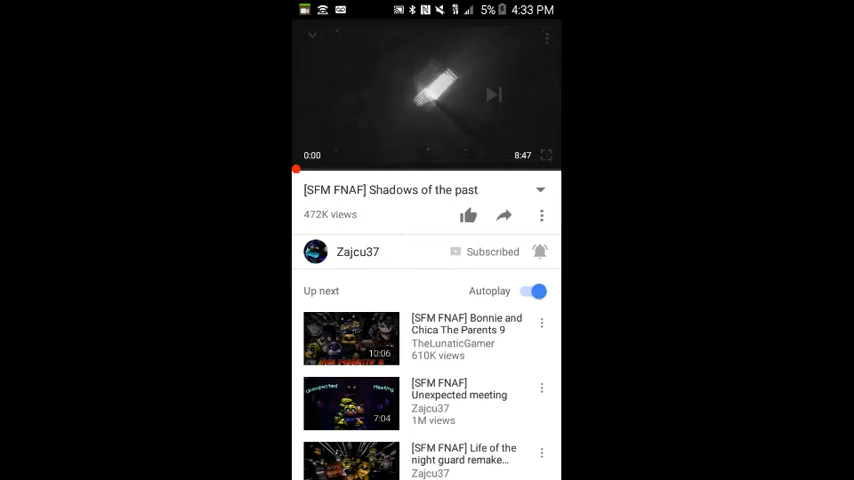 5% 4:33 PM
0:00 8:47
[SFM FNAF] Shadows of the past
472K views
Zajcu37 Subscribed
Up next Autoplay
[SFM FNAF] Bonnie and
Chica The Parents 9
TheLunaticGamer
610K views
10:06
[SFM FNAF]
Unexpected meeting
Zajcu37
1M views
Unexpected Meeting
7:04
[SFM FNAF] Life of the
night guard remake...
Zajcu37